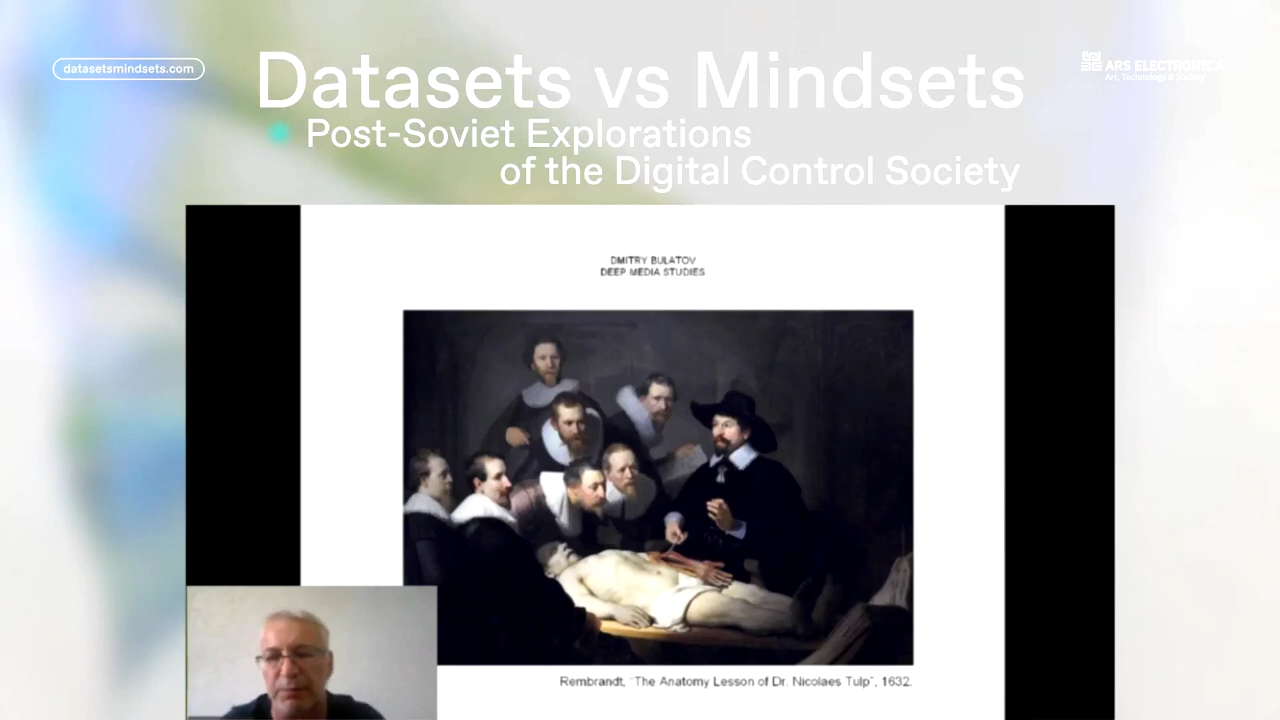 datasetsmindsets.com
Datasets vs Mindsets
ARS ELECTRONICA
Art, Technology & Society
Post-Soviet Explorations
of the Digital Control Society
DMITRY BULATOV
DEEP MEDIA STUDIES
Rembrandt, "The Anatomy Lesson of Dr. Nicolaes Tulp", 1632.